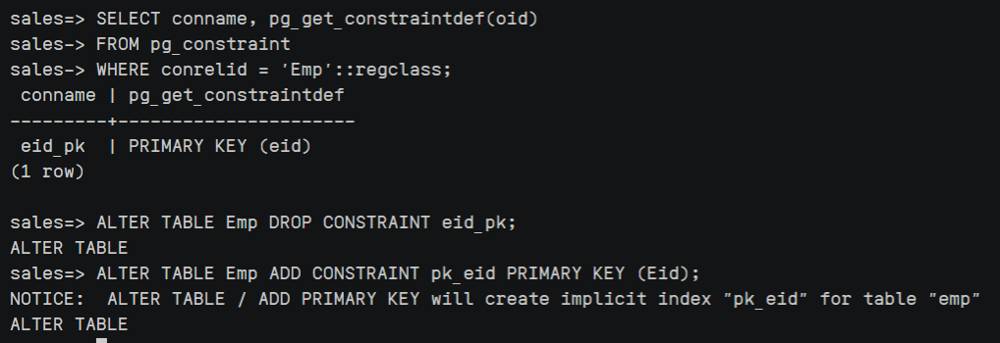 sales=> SELECT conname, pg_get_constraintdef(oid)
sales-> FROM pg_constraint
sales-> WHERE conrelid = 'Emp'::regclass;
 conname | pg_get_constraintdef
---------+----------------------
 eid_pk  | PRIMARY KEY (eid)
(1 row)

sales=> ALTER TABLE Emp DROP CONSTRAINT eid_pk;
ALTER TABLE
sales=> ALTER TABLE Emp ADD CONSTRAINT pk_eid PRIMARY KEY (Eid);
NOTICE:  ALTER TABLE / ADD PRIMARY KEY will create implicit index "pk_eid" for table "emp"
ALTER TABLE